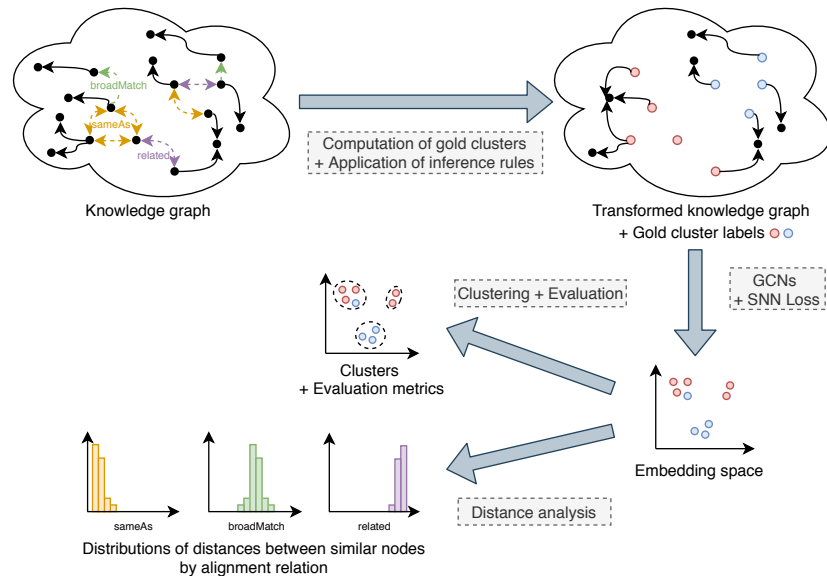 broadMatch
sameAs
related
Knowledge graph
Computation of gold clusters
+ Application of inference rules
Transformed knowledge graph
+ Gold cluster labels
GCNs
+ SNN Loss
Clustering + Evaluation
Clusters
+ Evaluation metrics
Embedding space
sameAs
broadMatch
related
Distance analysis
Distributions of distances between similar nodes
by alignment relation